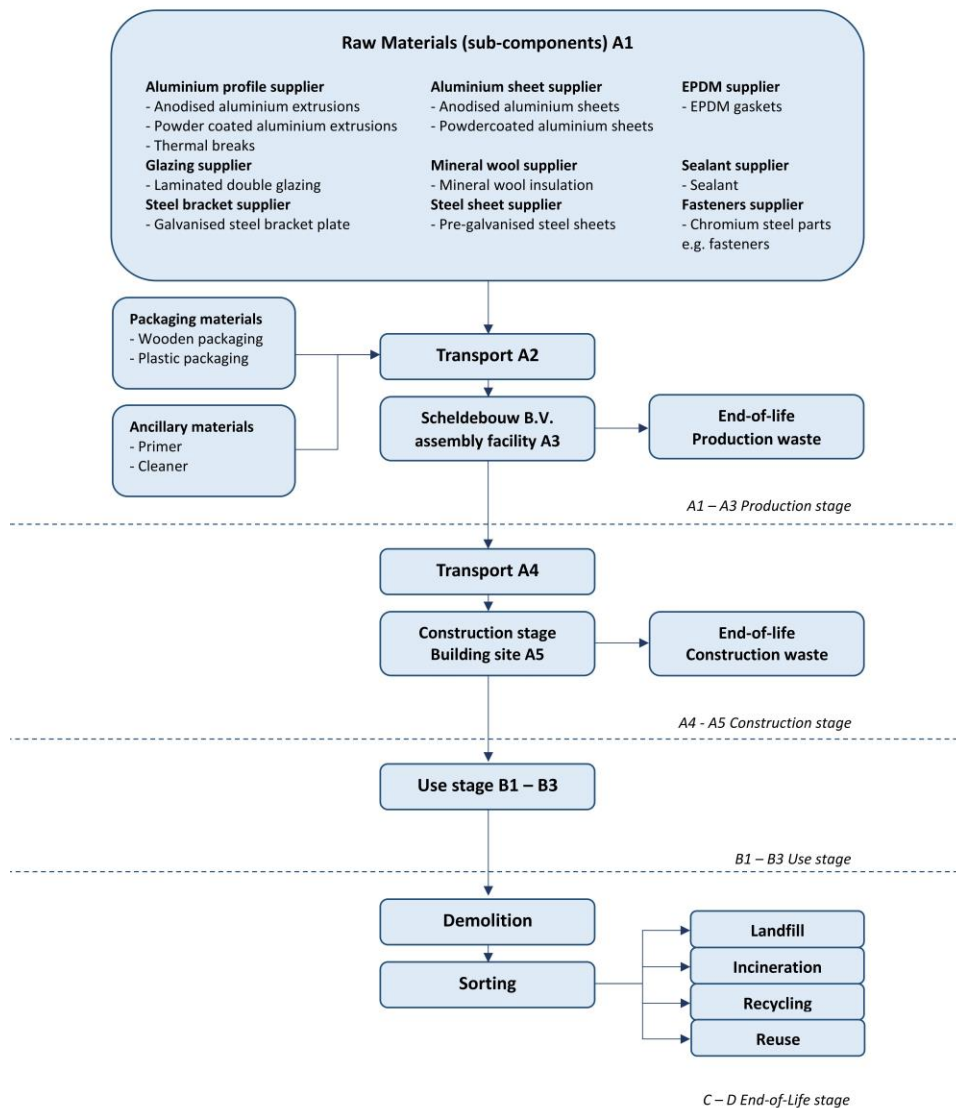 Raw Materials (sub-components) A1
Aluminium profile supplier
- Anodised aluminium extrusions
- Powder coated aluminium extrusions
- Thermal breaks
Glazing supplier
- Laminated double glazing
Steel bracket supplier
- Galvanised steel bracket plate
Aluminium sheet supplier
- Anodised aluminium sheets
- Powdercoated aluminium sheets
Mineral wool supplier
- Mineral wool insulation
Steel sheet supplier
- Pre-galvanised steel sheets
EPDM supplier
- EPDM gaskets
Sealant supplier
- Sealant
Fasteners supplier
- Chromium steel parts
e.g. fasteners
Packaging materials
- Wooden packaging
- Plastic packaging
Ancillary materials
- Primer
- Cleaner
Transport A2
Scheldebouw B.V.
assembly facility A3
End-of-life
Production waste
A1 – A3 Production stage
Transport A4
Construction stage
Building site A5
End-of-life
Construction waste
A4 - A5 Construction stage
Use stage B1 – B3
B1 – B3 Use stage
Demolition
Sorting
Landfill
Incineration
Recycling
Reuse
C – D End-of-Life stage